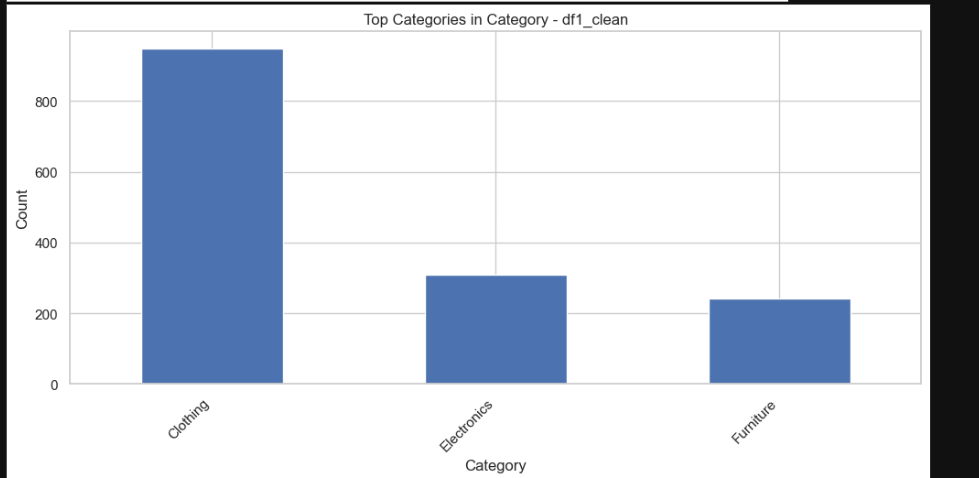 Top Categories in Category - df1_clean
Count
800
600
400
200
0
Clothing
Electronics
Furniture
Category